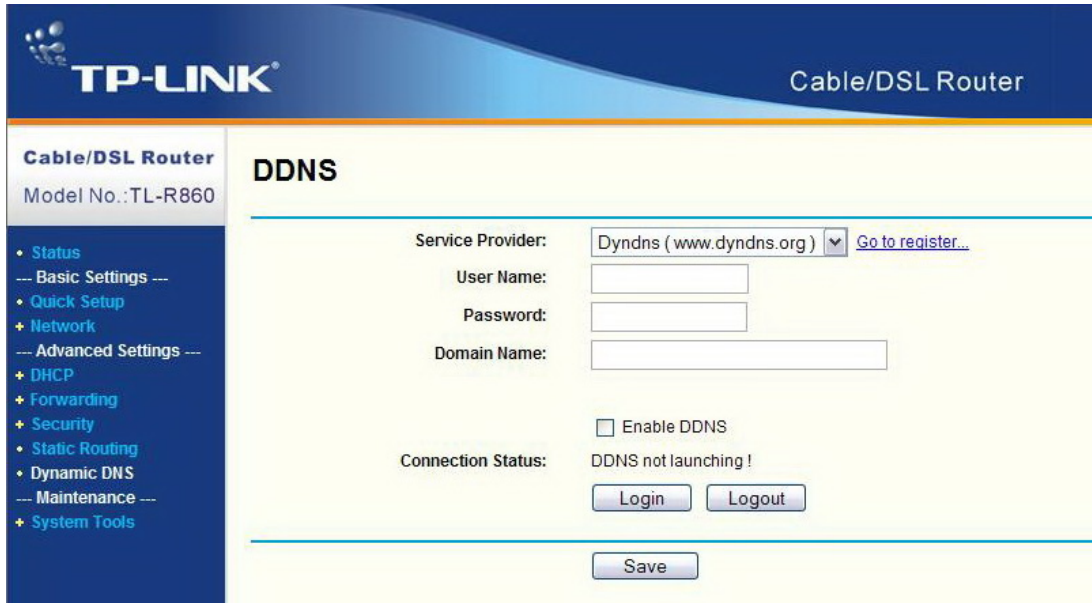 TP-LINK®
Cable/DSL Router
Cable/DSL Router
Model No.:TL-R860
• Status
--- Basic Settings ---
• Quick Setup
+ Network
--- Advanced Settings ---
+ DHCP
+ Forwarding
+ Security
• Static Routing
• Dynamic DNS
--- Maintenance ---
+ System Tools
DDNS
Service Provider: Dyndns ( www.dyndns.org ) Go to register...
User Name:
Password:
Domain Name:
Enable DDNS
Connection Status: DDNS not launching !
Login Logout
Save